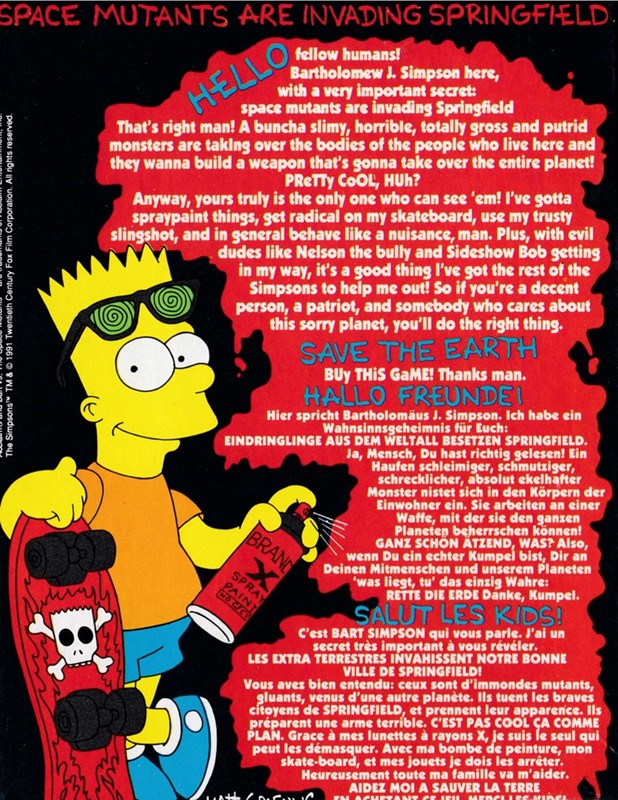 SPACE MUTANTS ARE INVADING SPRINGFIELD
HELLO fellow humans!
Bartholomew J. Simpson here,
with a very important secret:
space mutants are invading Springfield
That's right man! A buncha slimy, horrible, totally gross and putrid
monsters are taking over the bodies of the people who live here and
they wanna build a weapon that's gonna take over the entire planet!
PReTTy CoOL, HUh?
Anyway, yours truly is the only one who can see 'em! I've gotta
spraypaint things, get radical on my skateboard, use my trusty
slingshot, and in general behave like a nuisance, man. Plus, with evil
dudes like Nelson the bully and Sideshow Bob getting
in my way, it's a good thing I've got the rest of the
Simpsons to help me out! So if you're a decent
person, a patriot, and somebody who cares about
this sorry planet, you'll do the right thing.
SAVE THE EARTH
BUy THiS GaME! Thanks man.
HALLO FREUNDE!
Hier spricht Bartholomäus J. Simpson. Ich habe ein
Wahnsinnsgeheimnis für Euch:
EINDRINGLINGE AUS DEM WELTALL BESETZEN SPRINGFIELD.
Ja, Mensch, Du hast richtig gelesen! Ein
Haufen schleimiger, schmutziger,
schrecklicher, absolut ekelhafter
Monster nistet sich in den Körpern der
Einwohner ein. Sie arbeiten an einer
Waffe, mit der sie den ganzen
Planeten beherrschen können!
GANZ SCHÖN ÄTZEND, WAS? Also,
wenn Du ein echter Kumpel bist, Dir an
Deinen Mitmenschen und unserem Planeten
'was liegt, tu' das einzig Wahre:
RETTE DIE ERDE Danke, Kumpel.
SALUT LES KIDS!
C'est BART SIMPSON qui vous parle. J'ai un
secret très important à vous révéler.
LES EXTRA TERRESTRES INVAHISSENT NOTRE BONNE
VILLE DE SPRINGFIELD!
Vous avez bien entendu: ceux sont d'immondes mutants,
gluants, venus d'une autre planète. Ils tuent les braves
citoyens de SPRINGFIELD, et prennent leur apparence. Ils
préparent une arme terrible. C'EST PAS COOL ÇA COMME
PLAN. Grace à mes lunettes à rayons X, je suis le seul qui
peut les démasquer. Avec ma bombe de peinture, mon
skate-board, et mes jouets je dois les arrêter.
Heureusement toute ma famille va m'aider.
AIDEZ MOI A SAUVER LA TERRE
EN ACHETANT CE JEU. MERCI LES KIDS!
BRAND
X
SPRAY
PAINT
The Simpsons™ TM & © 1991 Twentieth Century Fox Film Corporation. All rights reserved.